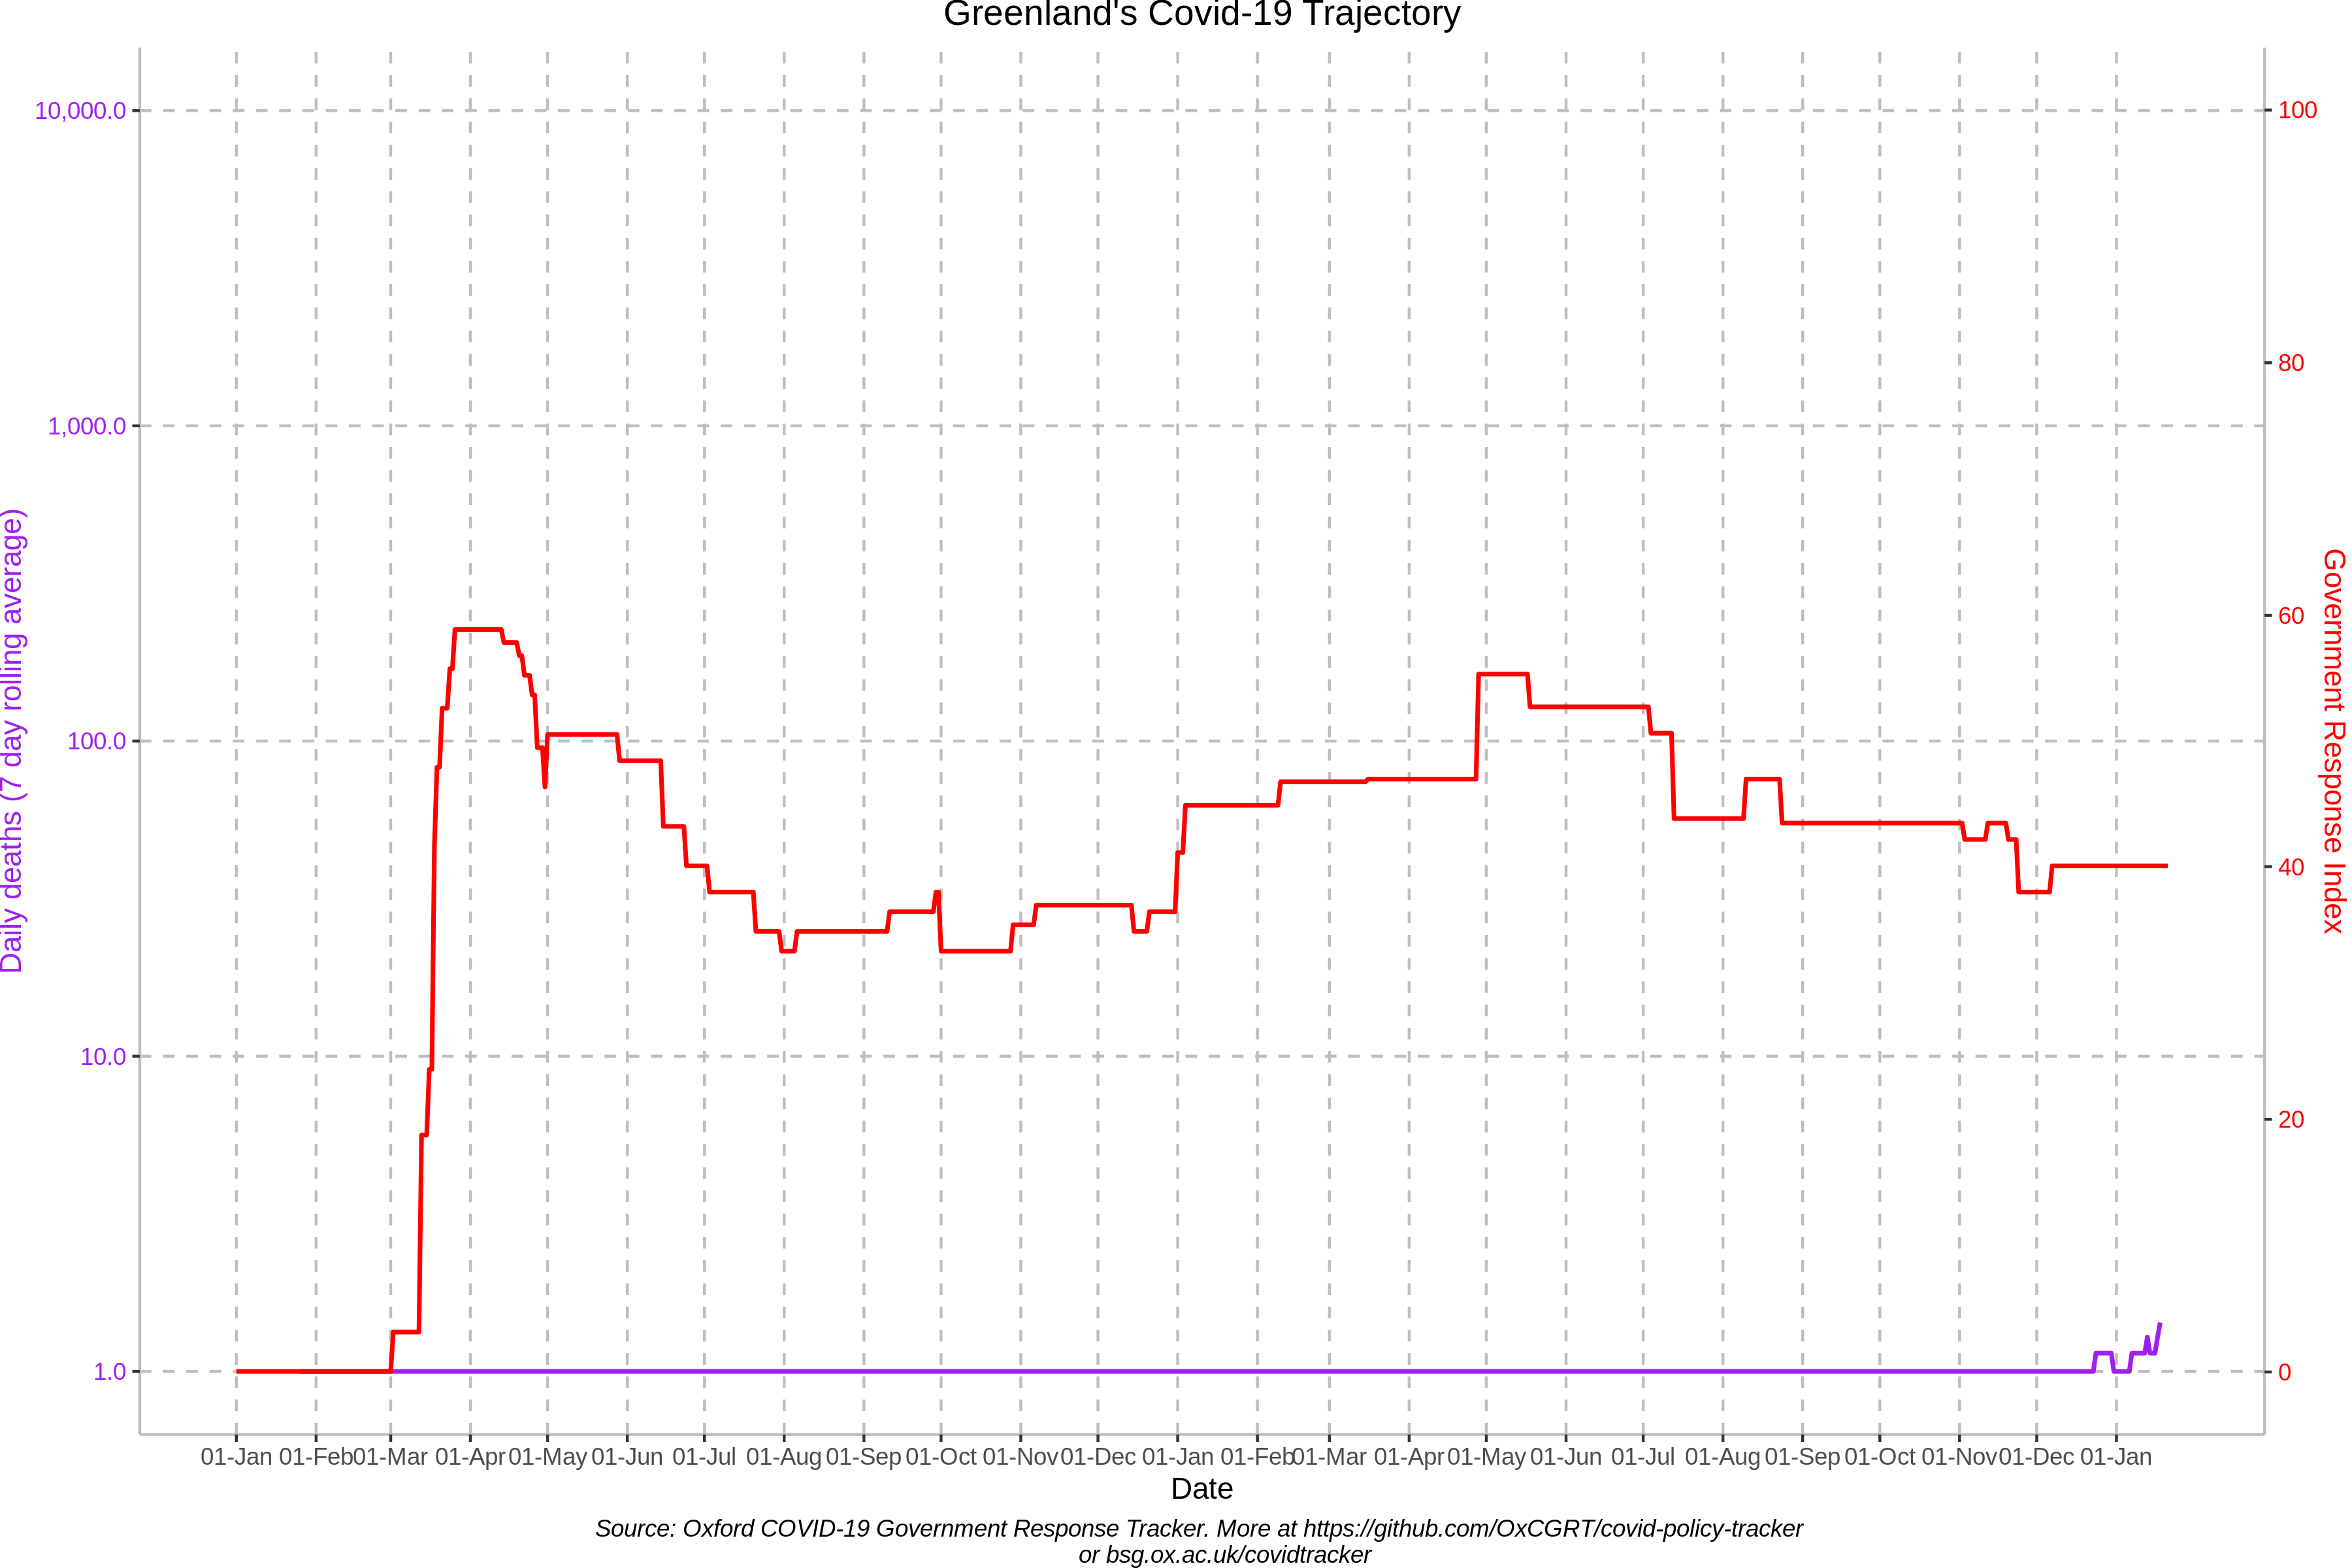 Greenland's Covid-19 Trajectory
10,000.0
1,000.0
100.0
10.0
1.0
Daily deaths (7 day rolling average)
100
80
60
40
20
0
Government Response Index
01-Jan 01-Feb 01-Mar 01-Apr 01-May 01-Jun 01-Jul 01-Aug 01-Sep 01-Oct 01-Nov 01-Dec 01-Jan 01-Feb 01-Mar 01-Apr 01-May 01-Jun 01-Jul 01-Aug 01-Sep 01-Oct 01-Nov 01-Dec 01-Jan
Date
Source: Oxford COVID-19 Government Response Tracker. More at https://github.com/OxCGRT/covid-policy-tracker
or bsg.ox.ac.uk/covidtracker